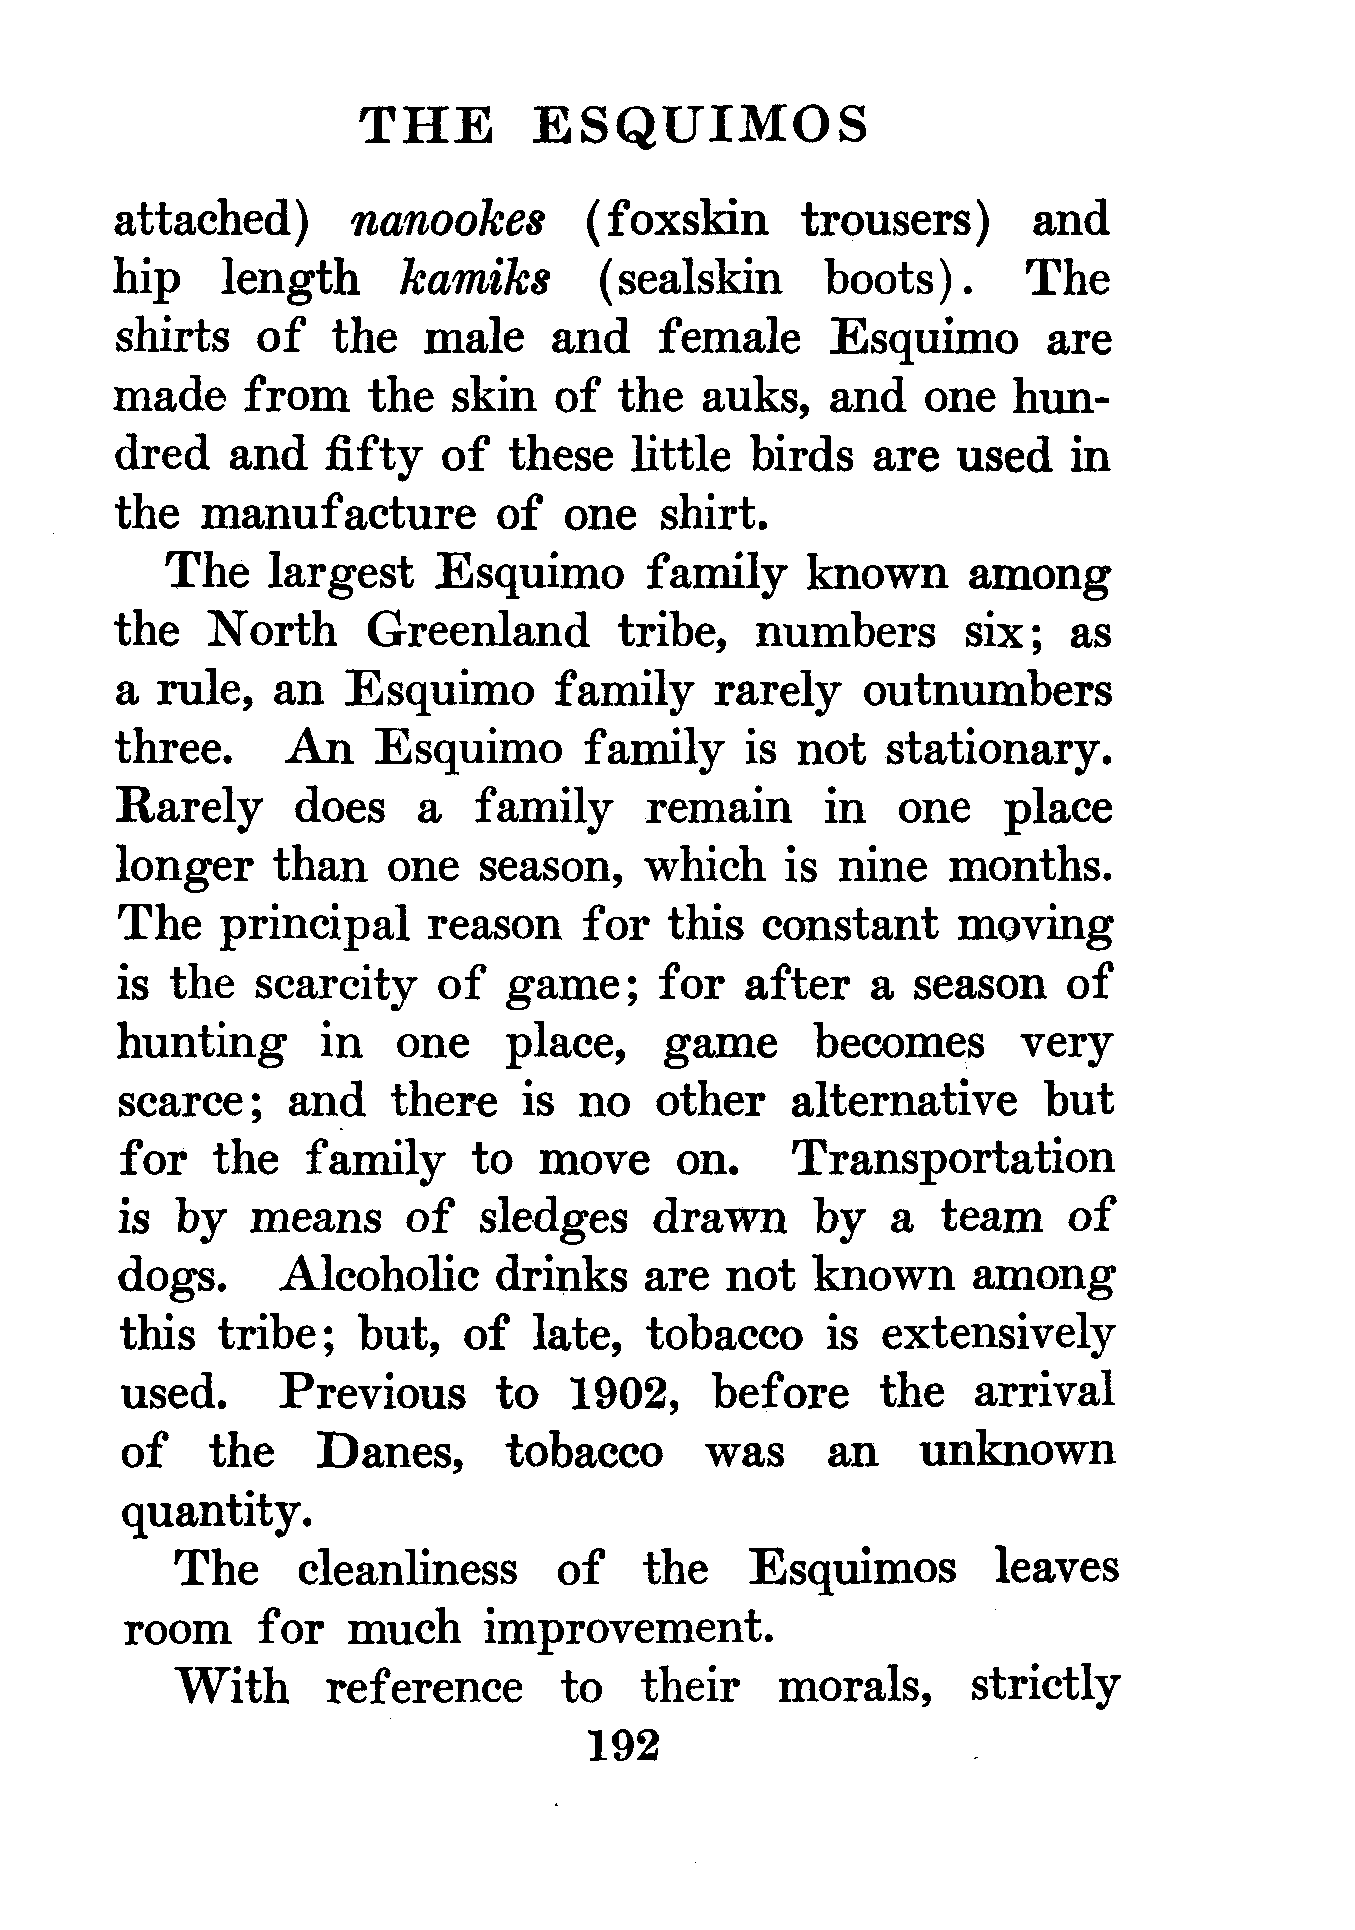 THE ESQUIMOS
attached) nanookes (foxskin trousers) and
hip length kamiks (sealskin boots). The
shirts of the male and female Esquimo are
made from the skin of the auks, and one hun-
dred and fifty of these little birds are used in
the manufacture of one shirt.
The largest Esquimo family known among
the North Greenland tribe, numbers six; as
a rule, an Esquimo family rarely outnumbers
three. An Esquimo family is not stationary.
Rarely does a family remain in one place
longer than one season, which is nine months.
The principal reason for this constant moving
is the scarcity of game; for after a season of
hunting in one place, game becomes very
scarce; and there is no other alternative but
for the family to move on. Transportation
is by means of sledges drawn by a team of
dogs. Alcoholic drinks are not known among
this tribe; but, of late, tobacco is extensively
used. Previous to 1902, before the arrival
of the Danes, tobacco was an unknown
quantity.
The cleanliness of the Esquimos leaves
room for much improvement.
With reference to their morals, strictly
192